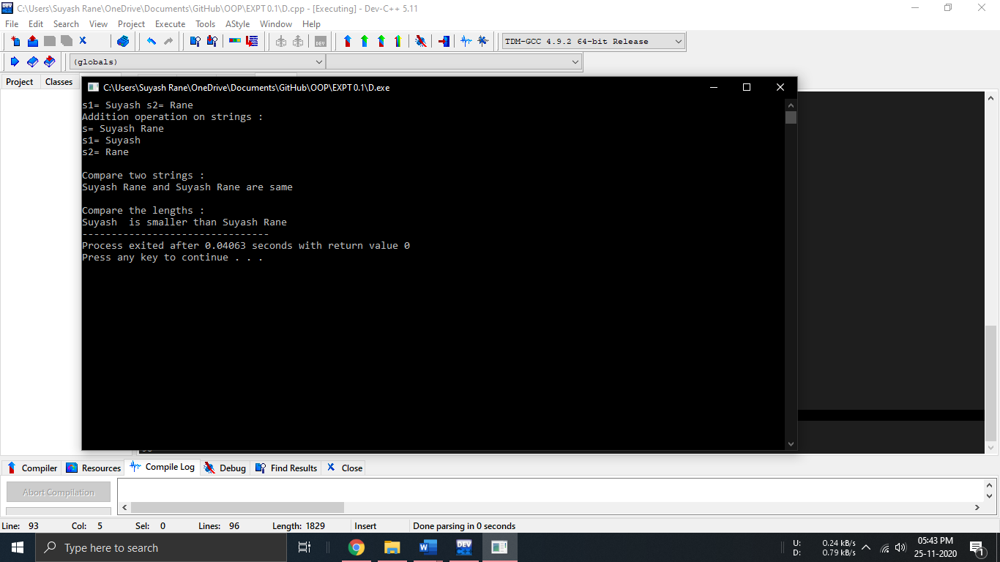 C:\Users\Suyash Rane\OneDrive\Documents\GitHub\OOP\EXPT 0.1\D.cpp - [Executing] - Dev-C++ 5.11
File Edit Search View Project Execute Tools AStyle Window Help
TDM-GCC 4.9.2 64-bit Release
(globals)
Project Classes
C:\Users\Suyash Rane\OneDrive\Documents\GitHub\OOP\EXPT 0.1\D.exe
s1= Suyash s2= Rane
Addition operation on strings :
s= Suyash Rane
s1= Suyash
s2= Rane
Compare two strings :
Suyash Rane and Suyash Rane are same
Compare the lengths :
Suyash  is smaller than Suyash Rane
--------------------------------
Process exited after 0.04063 seconds with return value 0
Press any key to continue . . .
Compiler Resources Compile Log Debug Find Results Close
Abort Compilation
Line: 93 Col: 5 Sel: 0 Lines: 96 Length: 1829 Insert Done parsing in 0 seconds
Type here to search
U: 0.24 kB/s
D: 0.79 kB/s
05:43 PM
25-11-2020
1